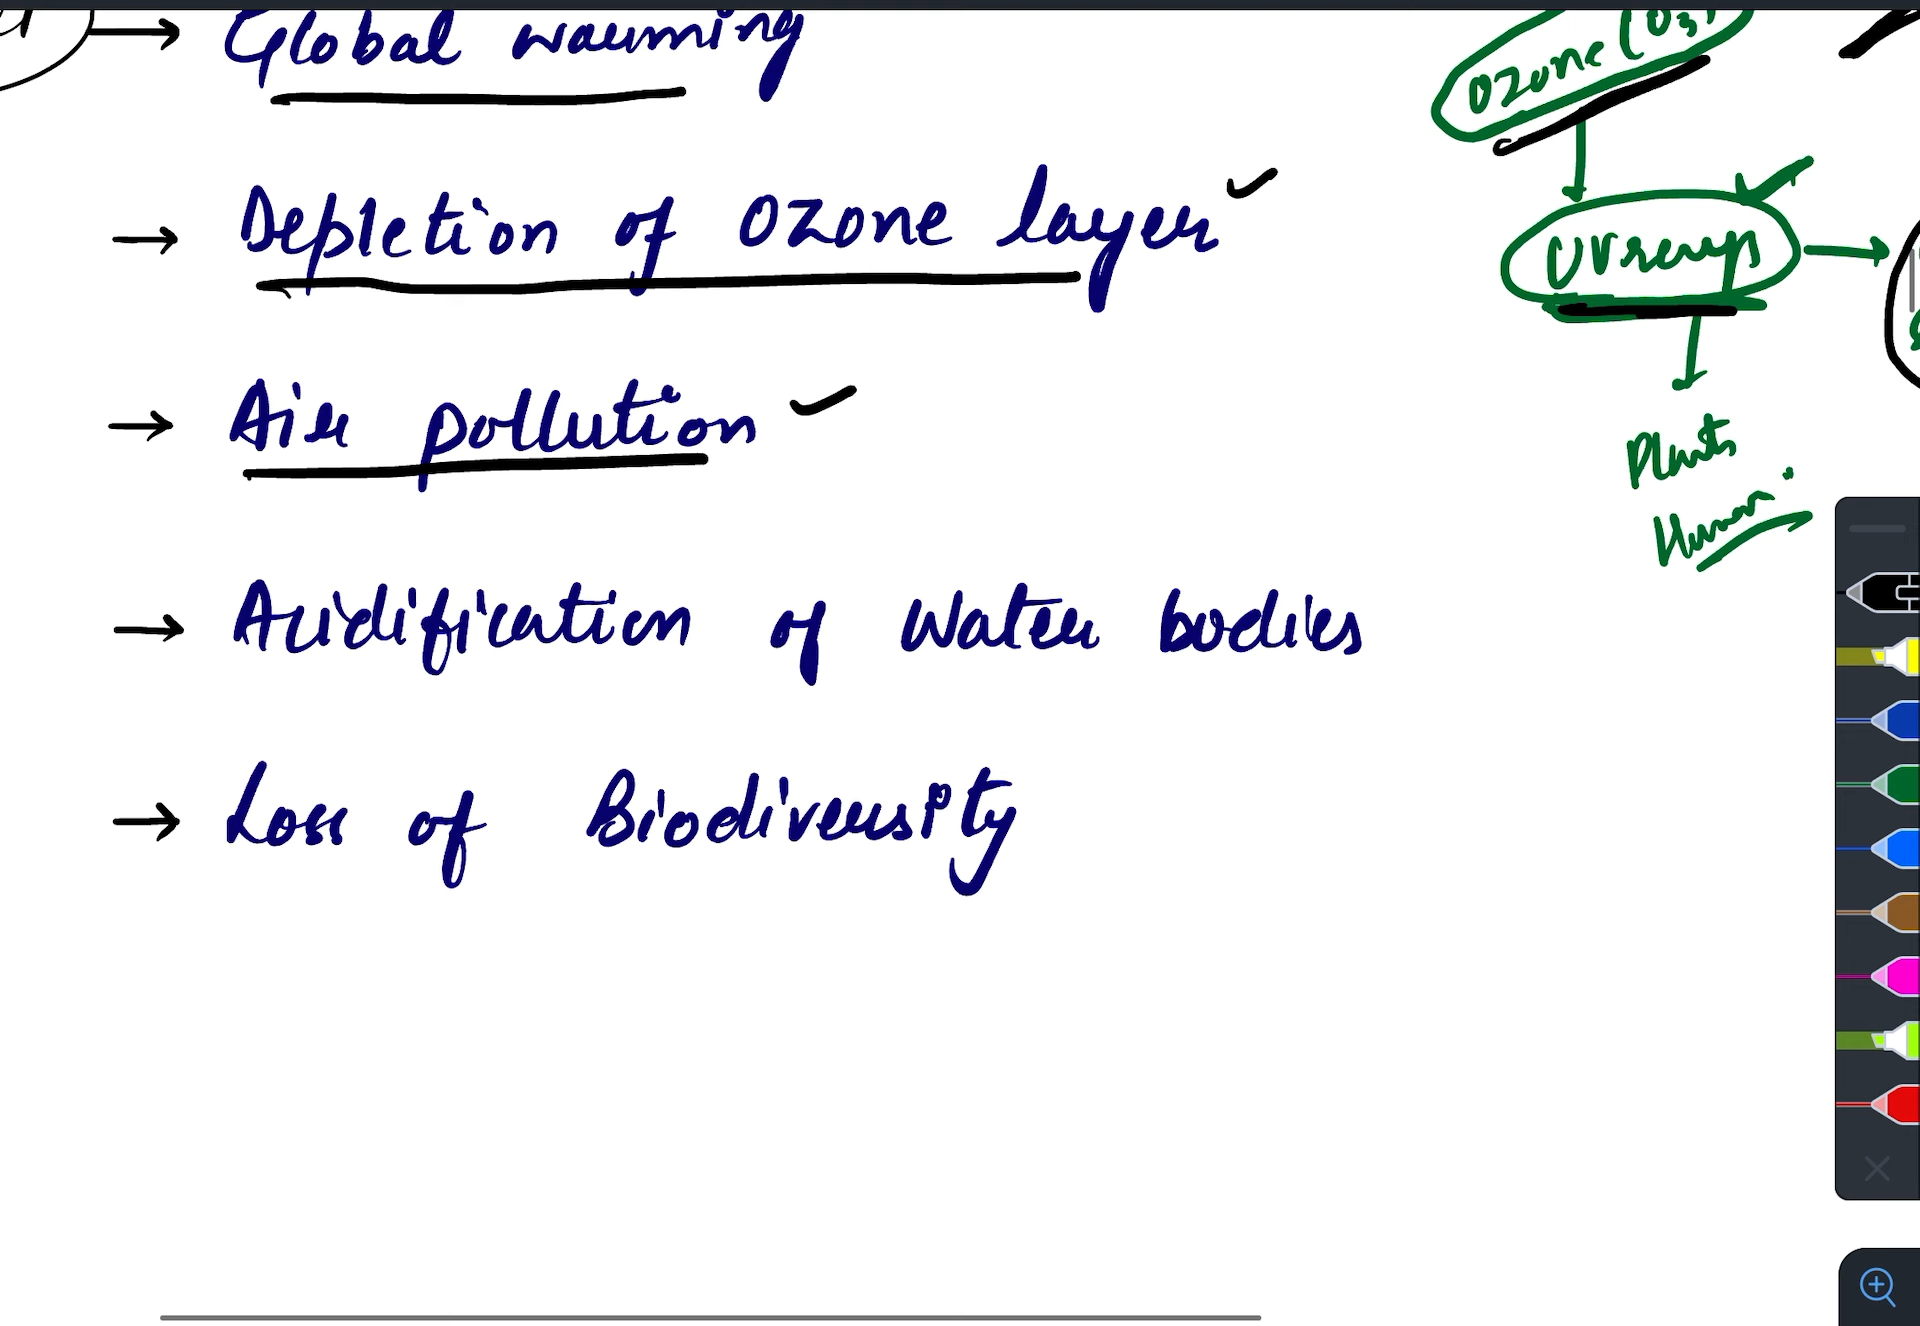 → Global warming
→ Depletion of Ozone layer ✓
→ Air pollution ✓
→ Acidification of Water bodies
→ Loss of Biodiversity
Ozone (O3)
UV rays →
Plants
Human.